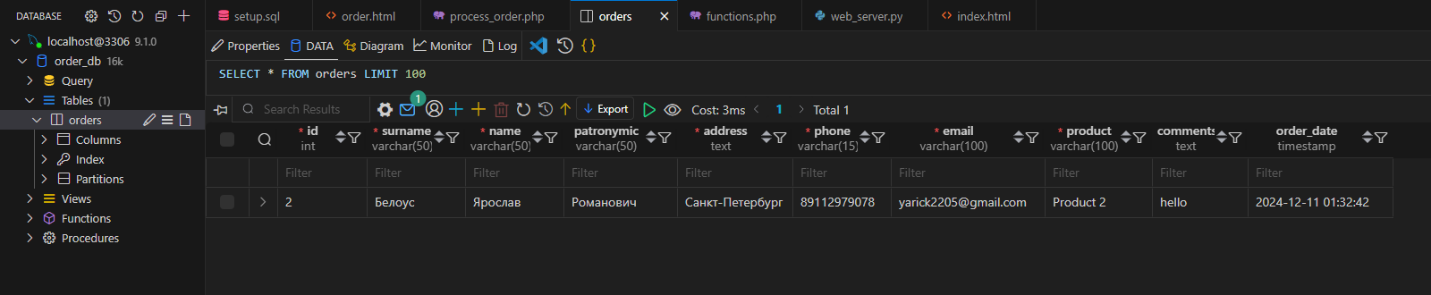 DATABASE
setup.sql order.html process_order.php orders functions.php web_server.py index.html
localhost@3306 9.1.0
order_db 16k
Query
Tables (1)
orders
Columns
Index
Partitions
Views
Functions
Procedures
Properties DATA Diagram Monitor Log
SELECT * FROM orders LIMIT 100
Search Results 1 Export Cost: 3ms 1 Total 1
* id * surname * name patronymic * address * phone * email * product comments order_date
int varchar(50) varchar(50) varchar(50) text varchar(15) varchar(100) varchar(100) text timestamp
Filter Filter Filter Filter Filter Filter Filter Filter Filter Filter
2 Белоус Ярослав Романович Санкт-Петербург 89112979078 yarick2205@gmail.com Product 2 hello 2024-12-11 01:32:42